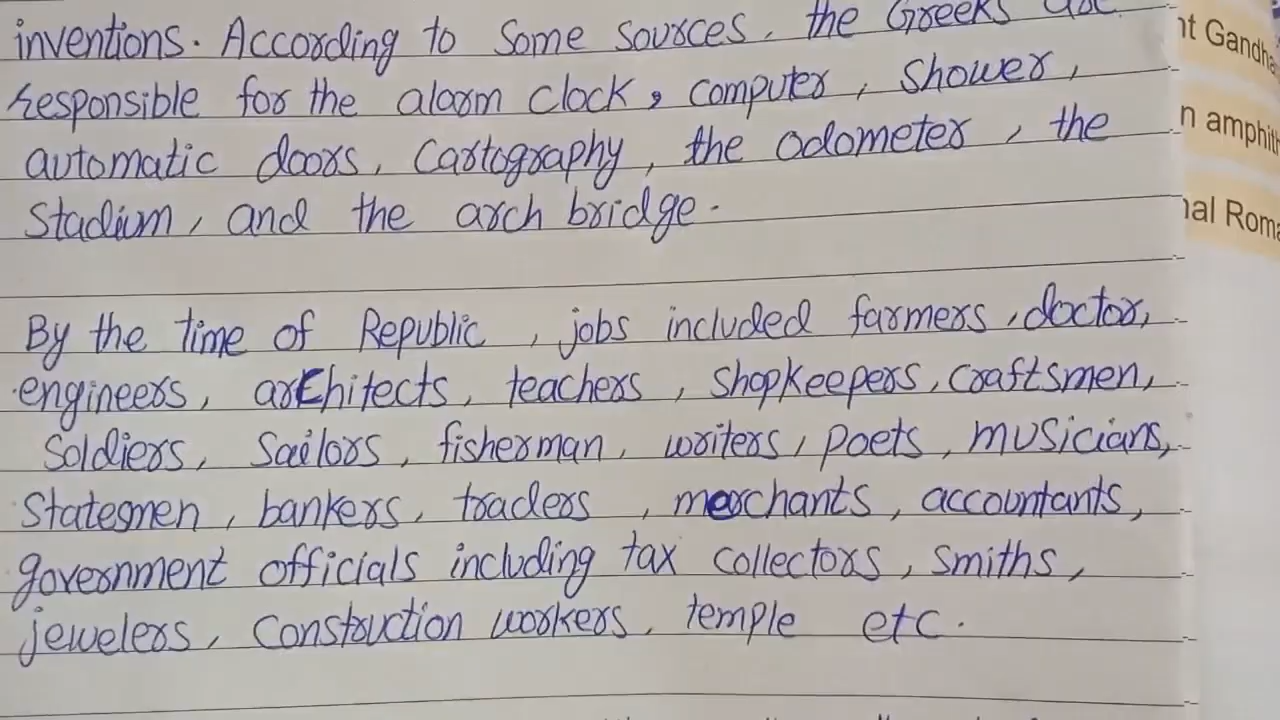 inventions. According to Some sources, the Greeks are
responsible for the alarm clock, computer, Shower,
automatic doors, Cartography, the odometer, the
Stadium, and the arch bridge.
By the time of Republic, jobs included farmers, doctor,
engineers, architects, teachers, shopkeepers, craftsmen,
Soldiers, Sailors, fisherman, writers, poets, musicians,
Statesmen, bankers, traders, merchants, accountants,
government officials including tax collectors, smiths,
jewelers, Construction workers, temple etc.
nt Gandha
n amphith
nal Roma